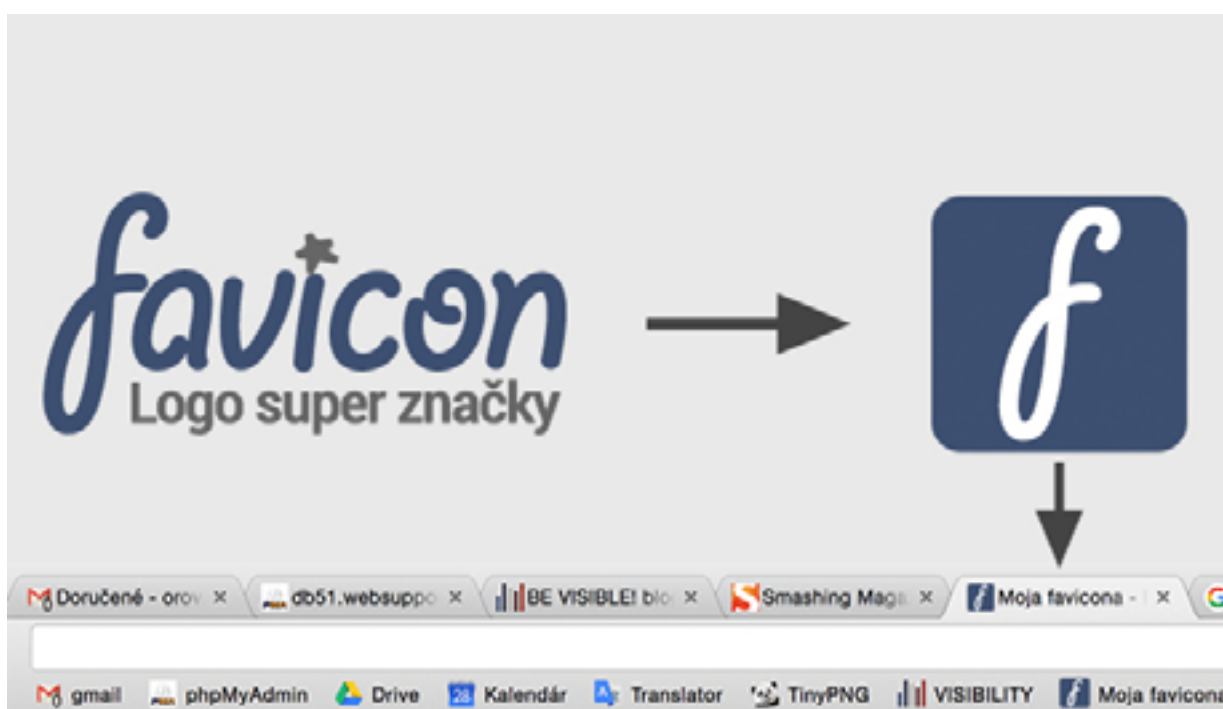 favicon
Logo super značky
f
Doručené - orov
db51.websuppo
BE VISIBLE! blo
Smashing Maga
Moja favicona -
gmail
phpMyAdmin
Drive
28
Kalendár
Translator
TinyPNG
VISIBILITY
Moja favicona